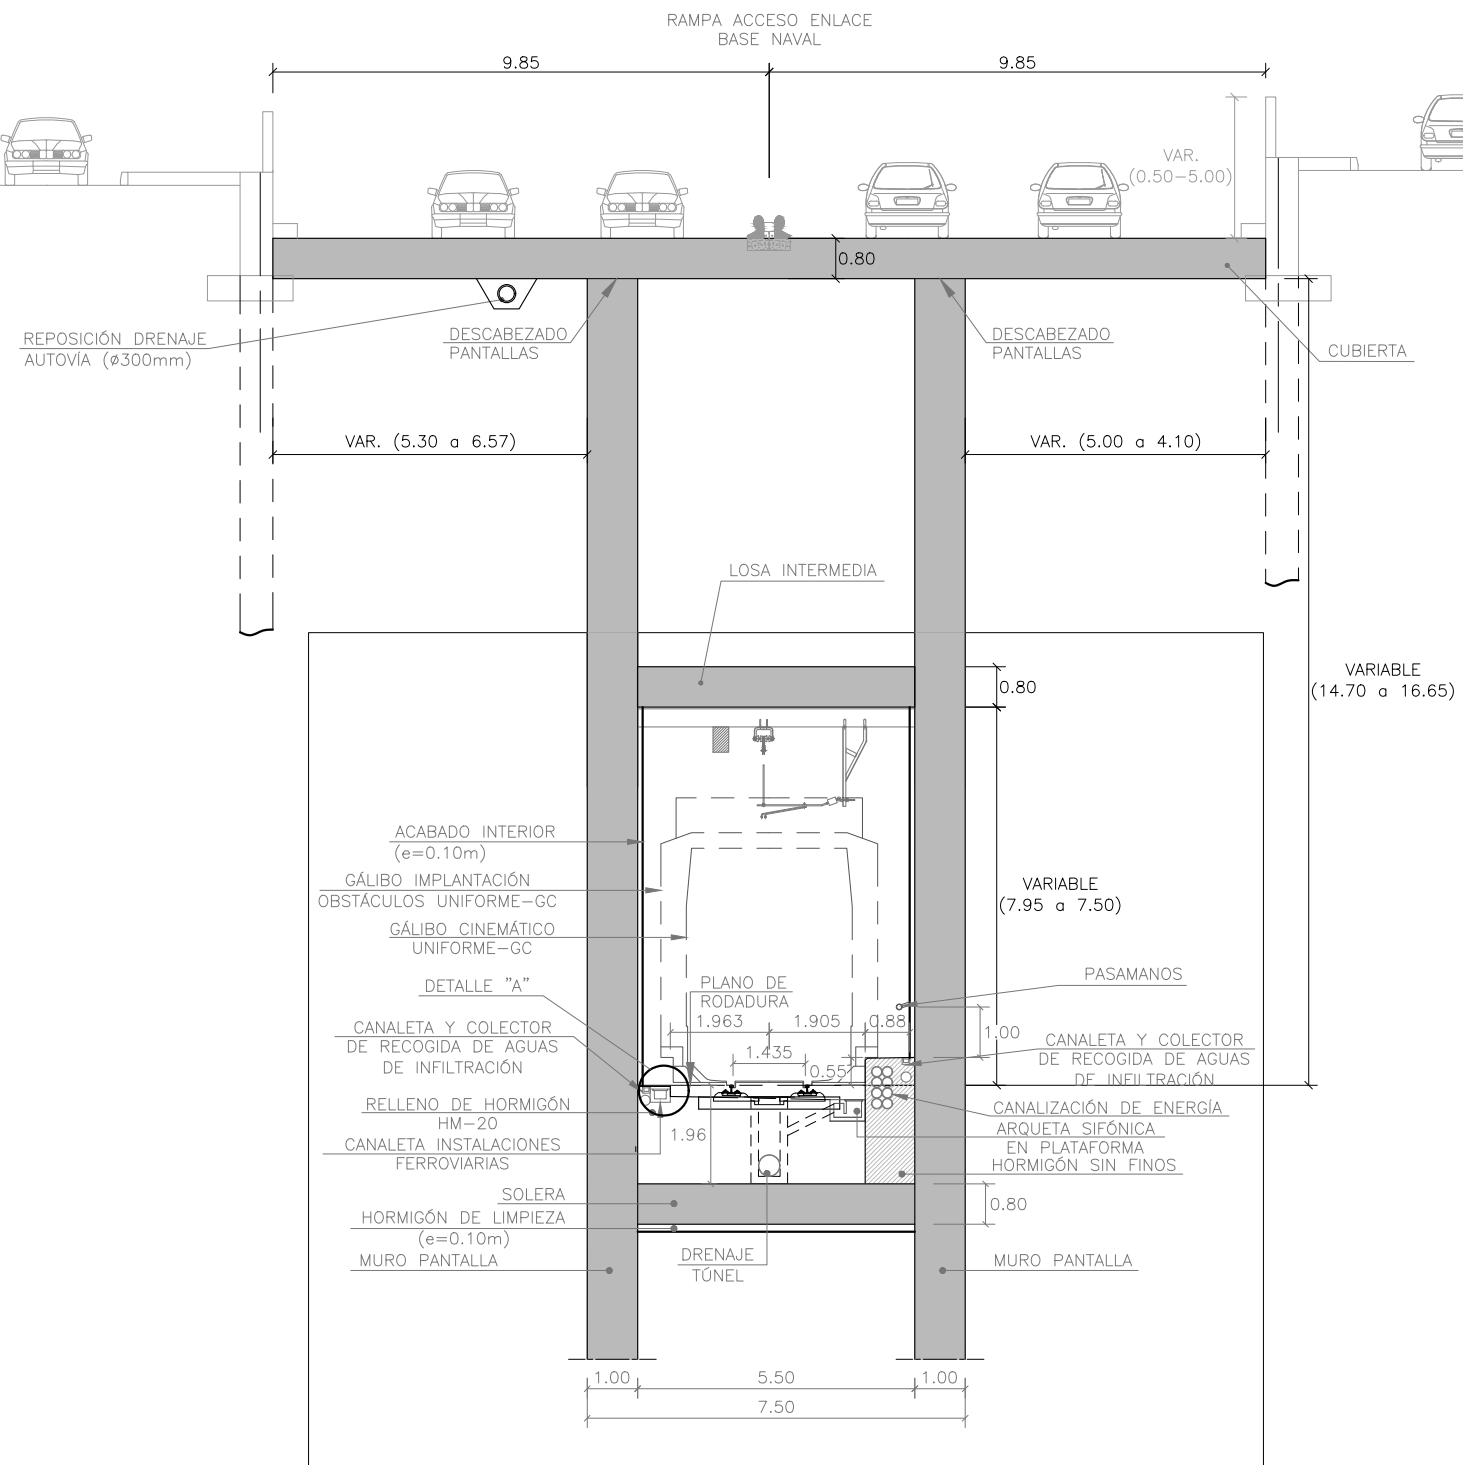 RAMPA ACCESO ENLACE
BASE NAVAL
9.85
9.85
VAR.
(0.50-5.00)
0.80
REPOSICIÓN DRENAJE
AUTOVÍA (ø300mm)
DESCABEZADO
PANTALLAS
DESCABEZADO
PANTALLAS
CUBIERTA
VAR. (5.30 a 6.57)
VAR. (5.00 a 4.10)
LOSA INTERMEDIA
0.80
VARIABLE
(14.70 a 16.65)
ACABADO INTERIOR
(e=0.10m)
GÁLIBO IMPLANTACIÓN
OBSTÁCULOS UNIFORME-GC
GÁLIBO CINEMÁTICO
UNIFORME-GC
VARIABLE
(7.95 a 7.50)
DETALLE "A"
PLANO DE
RODADURA
PASAMANOS
1.963
1.905
0.88
1.00
CANALETA Y COLECTOR
DE RECOGIDA DE AGUAS
DE INFILTRACIÓN
1.435
0.55
CANALETA Y COLECTOR
DE RECOGIDA DE AGUAS
DE INFILTRACIÓN
RELLENO DE HORMIGÓN
HM-20
CANALIZACIÓN DE ENERGÍA
1.96
ARQUETA SIFÓNICA
EN PLATAFORMA
CANALETA INSTALACIONES
FERROVIARIAS
HORMIGÓN SIN FINOS
SOLERA
0.80
HORMIGÓN DE LIMPIEZA
(e=0.10m)
MURO PANTALLA
DRENAJE
TÚNEL
MURO PANTALLA
1.00
5.50
1.00
7.50